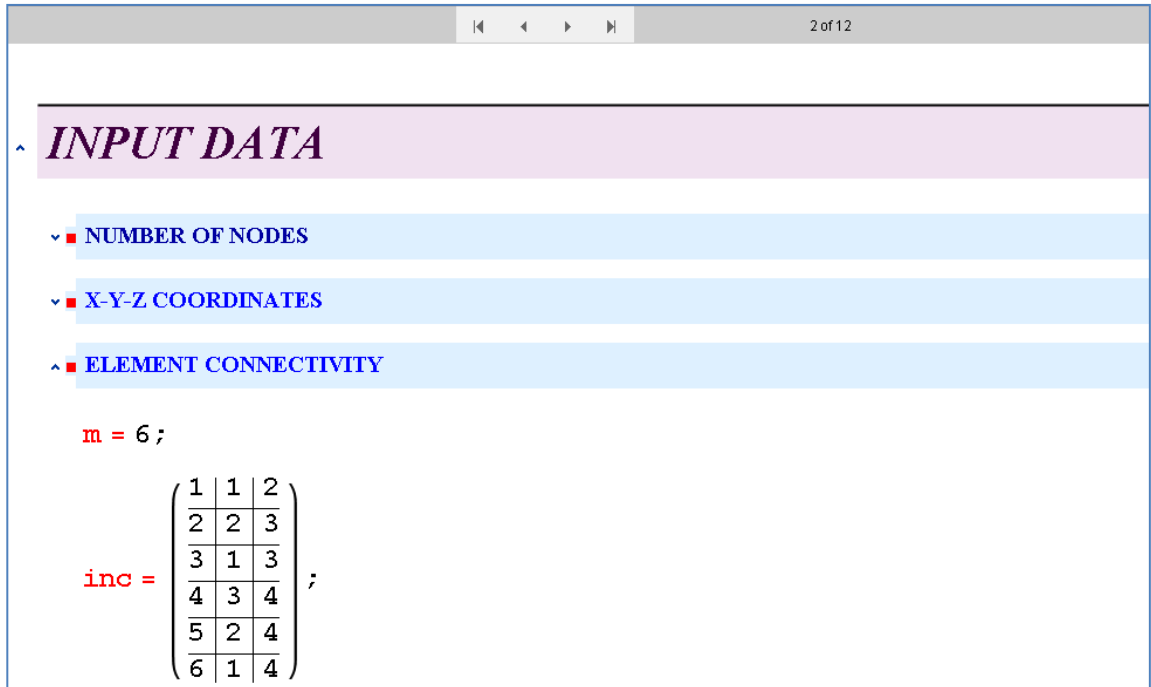 2 of 12
INPUT DATA
NUMBER OF NODES
X-Y-Z COORDINATES
ELEMENT CONNECTIVITY
m = 6;
inc =
1 1 2
2 2 3
3 1 3
4 3 4
5 2 4
6 1 4
;